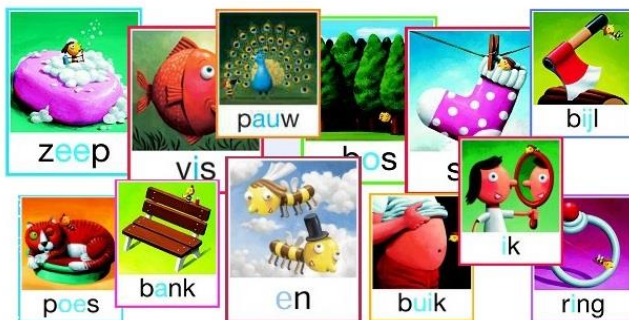 zeep
vis
pauw
bos
s
bijl
poes
bank
en
buik
ik
ring